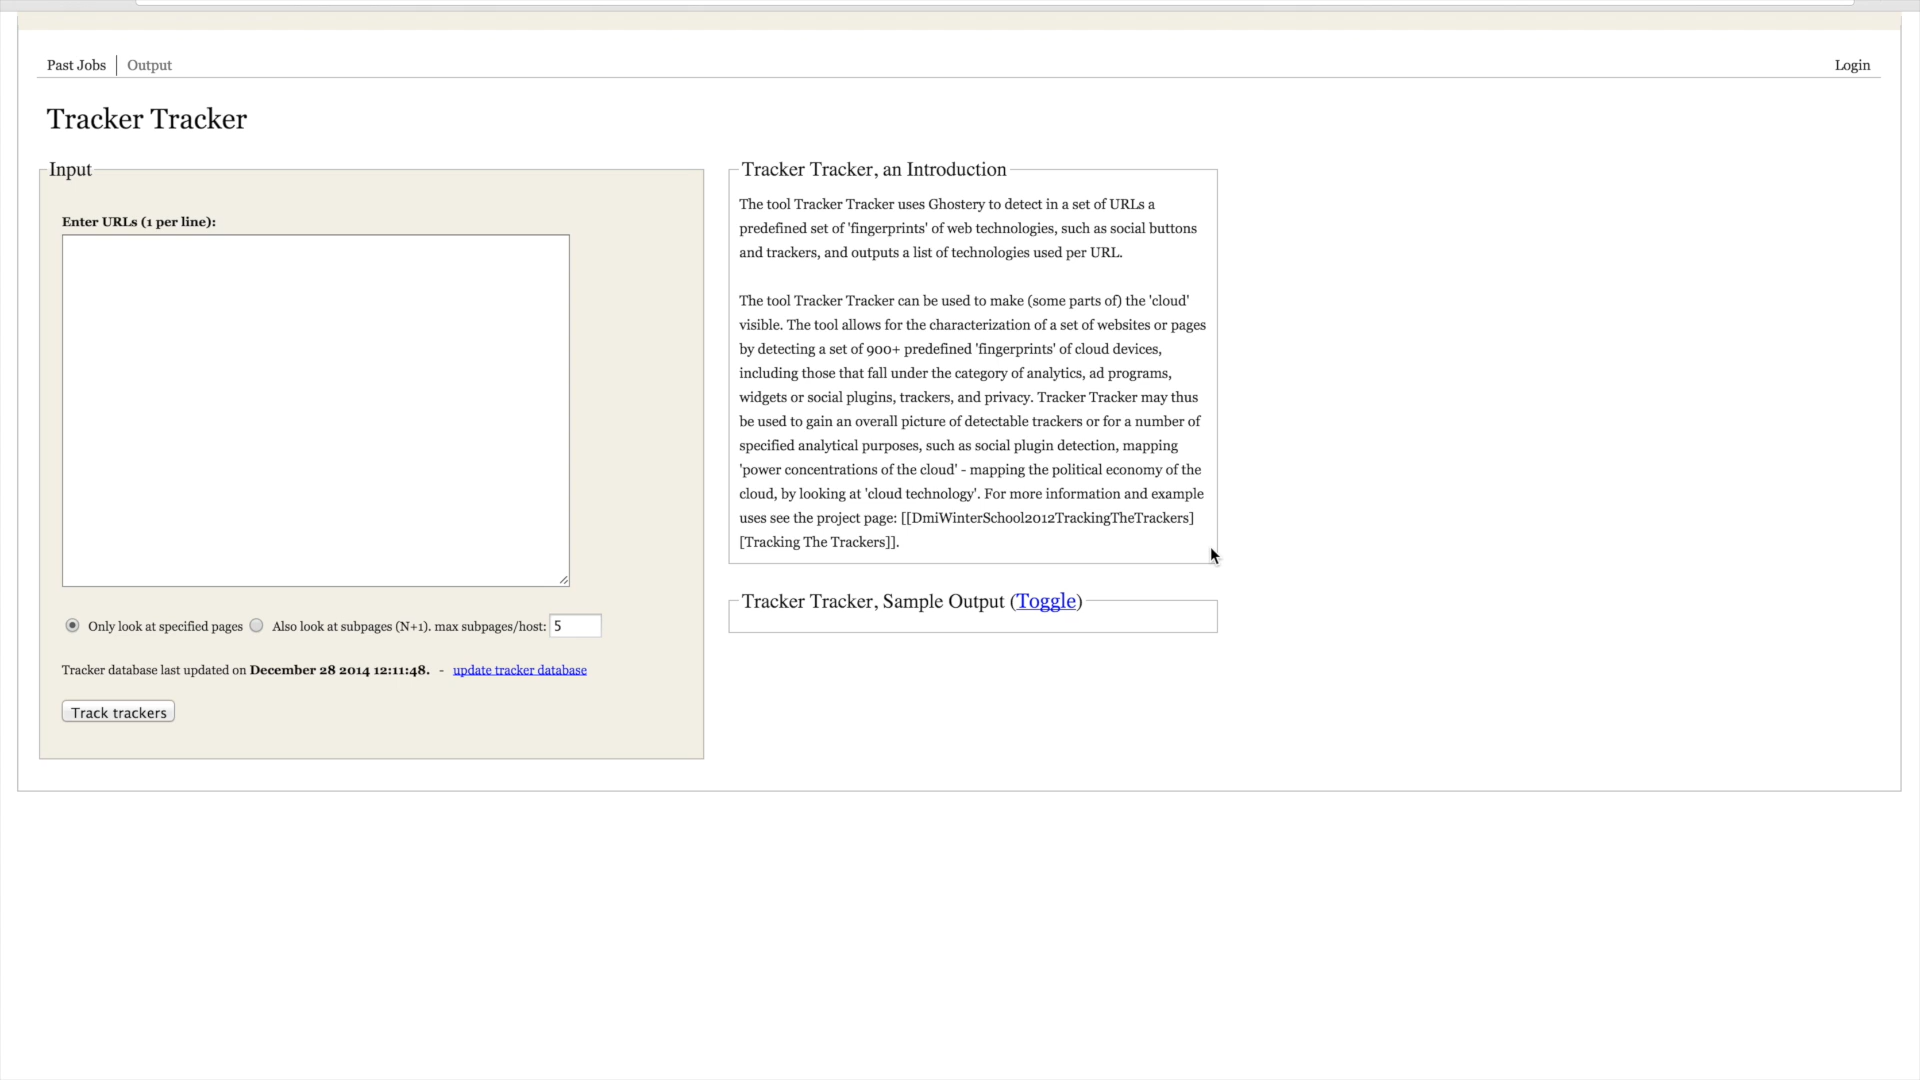 Past Jobs
Output
Login
Tracker Tracker
Input
Enter URLs (1 per line):
Only look at specified pages Also look at subpages (N+1). max subpages/host: 5
Tracker database last updated on December 28 2014 12:11:48. - update tracker database
Track trackers
Tracker Tracker, an Introduction
The tool Tracker Tracker uses Ghostery to detect in a set of URLs a
predefined set of 'fingerprints' of web technologies, such as social buttons
and trackers, and outputs a list of technologies used per URL.
The tool Tracker Tracker can be used to make (some parts of) the 'cloud'
visible. The tool allows for the characterization of a set of websites or pages
by detecting a set of 900+ predefined 'fingerprints' of cloud devices,
including those that fall under the category of analytics, ad programs,
widgets or social plugins, trackers, and privacy. Tracker Tracker may thus
be used to gain an overall picture of detectable trackers or for a number of
specified analytical purposes, such as social plugin detection, mapping
'power concentrations of the cloud' - mapping the political economy of the
cloud, by looking at 'cloud technology'. For more information and example
uses see the project page: [[DmiWinterSchool2012TrackingTheTrackers]
[Tracking The Trackers]].
Tracker Tracker, Sample Output (Toggle)